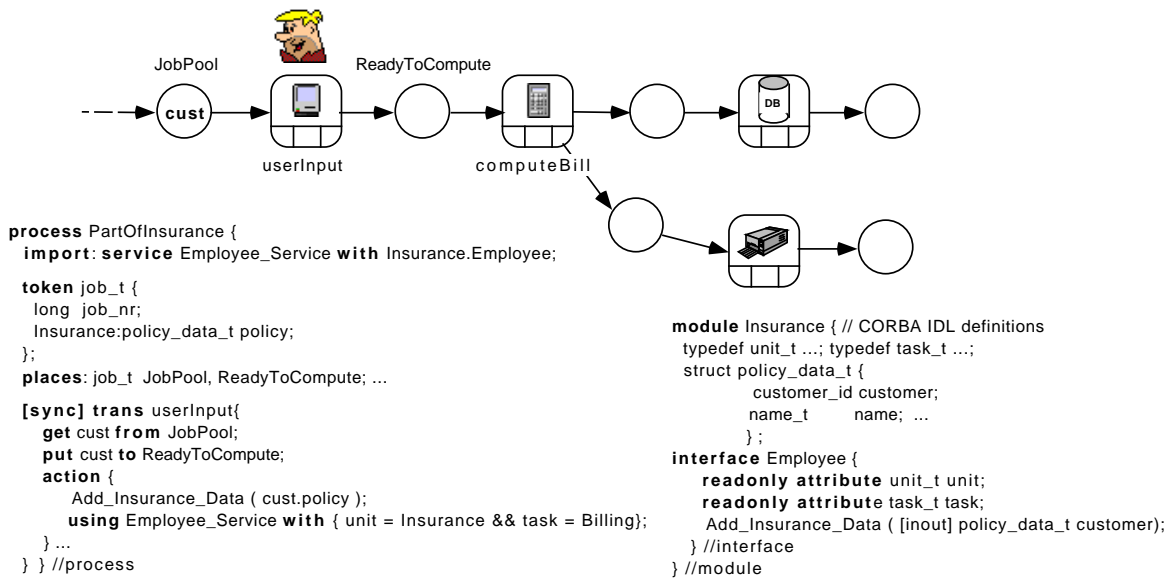 JobPool
ReadyToCompute
cust
DB
userInput
computeBill
process PartOfInsurance {
import: service Employee_Service with Insurance.Employee;
token job_t {
long job_nr;
Insurance:policy_data_t policy;
};
places: job_t JobPool, ReadyToCompute; ...
[sync] trans userInput{
get cust from JobPool;
put cust to ReadyToCompute;
action {
Add_Insurance_Data ( cust.policy );
using Employee_Service with { unit = Insurance && task = Billing};
} ...
} } //process
module Insurance { // CORBA IDL definitions
typedef unit_t ...; typedef task_t ...;
struct policy_data_t {
customer_id customer;
name_t name; ...
} ;
interface Employee {
readonly attribute unit_t unit;
readonly attribute task_t task;
Add_Insurance_Data ( [inout] policy_data_t customer);
} //interface
} //module